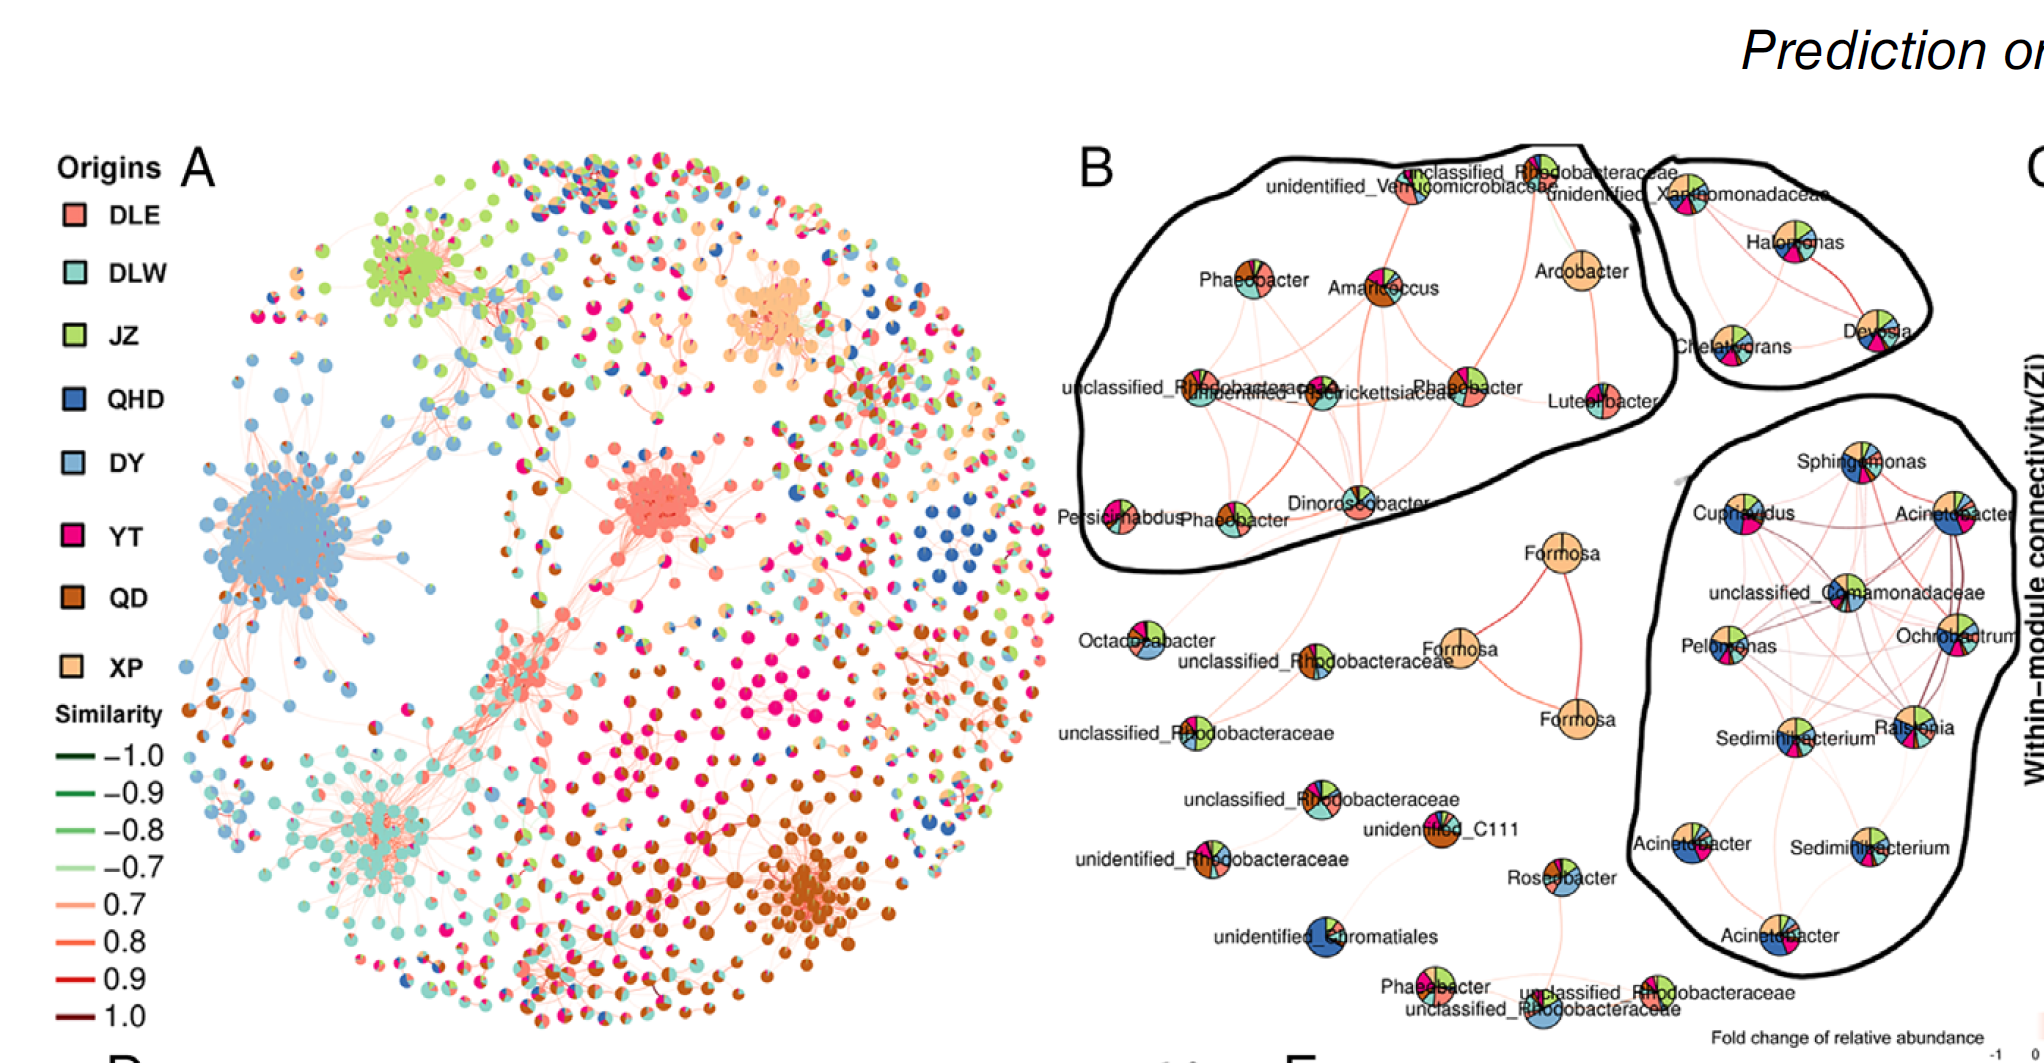 Prediction or
A
Origins
DLE
DLW
JZ
QHD
DY
YT
QD
XP
Similarity
−1.0
−0.9
−0.8
−0.7
0.7
0.8
0.9
1.0
B
unclassified_Rhodobacteraceae
unidentified_Verrucomicrobiaceae
unidentified_Xanthomonadaceae
Halomonas
Phaeobacter
Amaricoccus
Arcobacter
Devosia
Chelativorans
unclassified_Rhodobacteraceae
unidentified_Piscirickettsiaceae
Phaeobacter
Luteolibacter
Sphingomonas
Dinoroseobacter
Persicirhabdus
Phaeobacter
Cupriavidus
Acinetobacter
Formosa
unclassified_Comamonadaceae
Octadecabacter
unclassified_Rhodobacteraceae
Formosa
Pelomonas
Ochrobactrum
Formosa
unclassified_Rhodobacteraceae
Sediminibacterium
Ralstonia
unclassified_Rhodobacteraceae
unidentified_C111
unidentified_Rhodobacteraceae
Acinetobacter
Sediminibacterium
Roseobacter
unidentified_Chromatiales
Acinetobacter
Phaeobacter
unclassified_Rhodobacteraceae
unclassified_Rhodobacteraceae
Fold change of relative abundance
-1
0
Within−module connectivity(Zi)